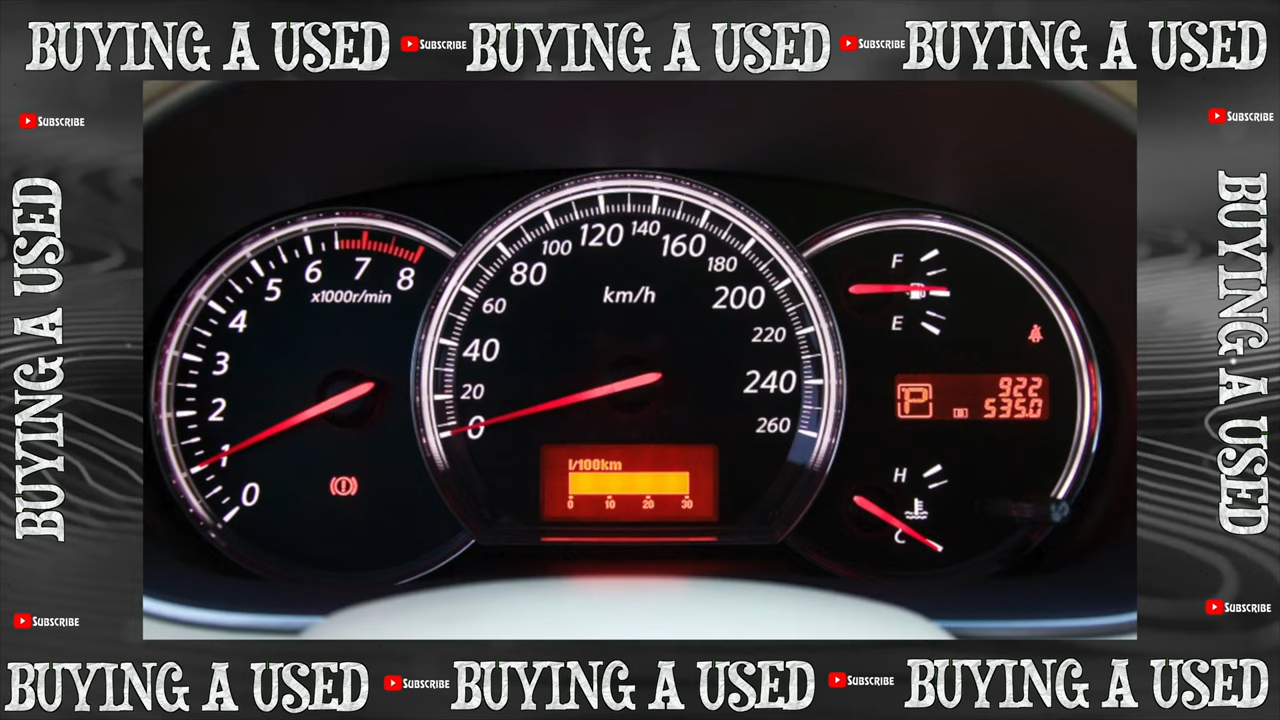 BUYING A USED SUBSCRIBE BUYING A USED SUBSCRIBE BUYING A USED
SUBSCRIBE
SUBSCRIBE
BUYING A USED
BUYING A USED
0 1 2 3 4 5 6 7 8
x1000r/min
0 20 40 60 80 100 120 140 160 180 200 220 240 260
km/h
l/100km
0 10 20 30
F
E
922
P 535.0
H
C
SUBSCRIBE
SUBSCRIBE
BUYING A USED SUBSCRIBE BUYING A USED SUBSCRIBE BUYING A USED